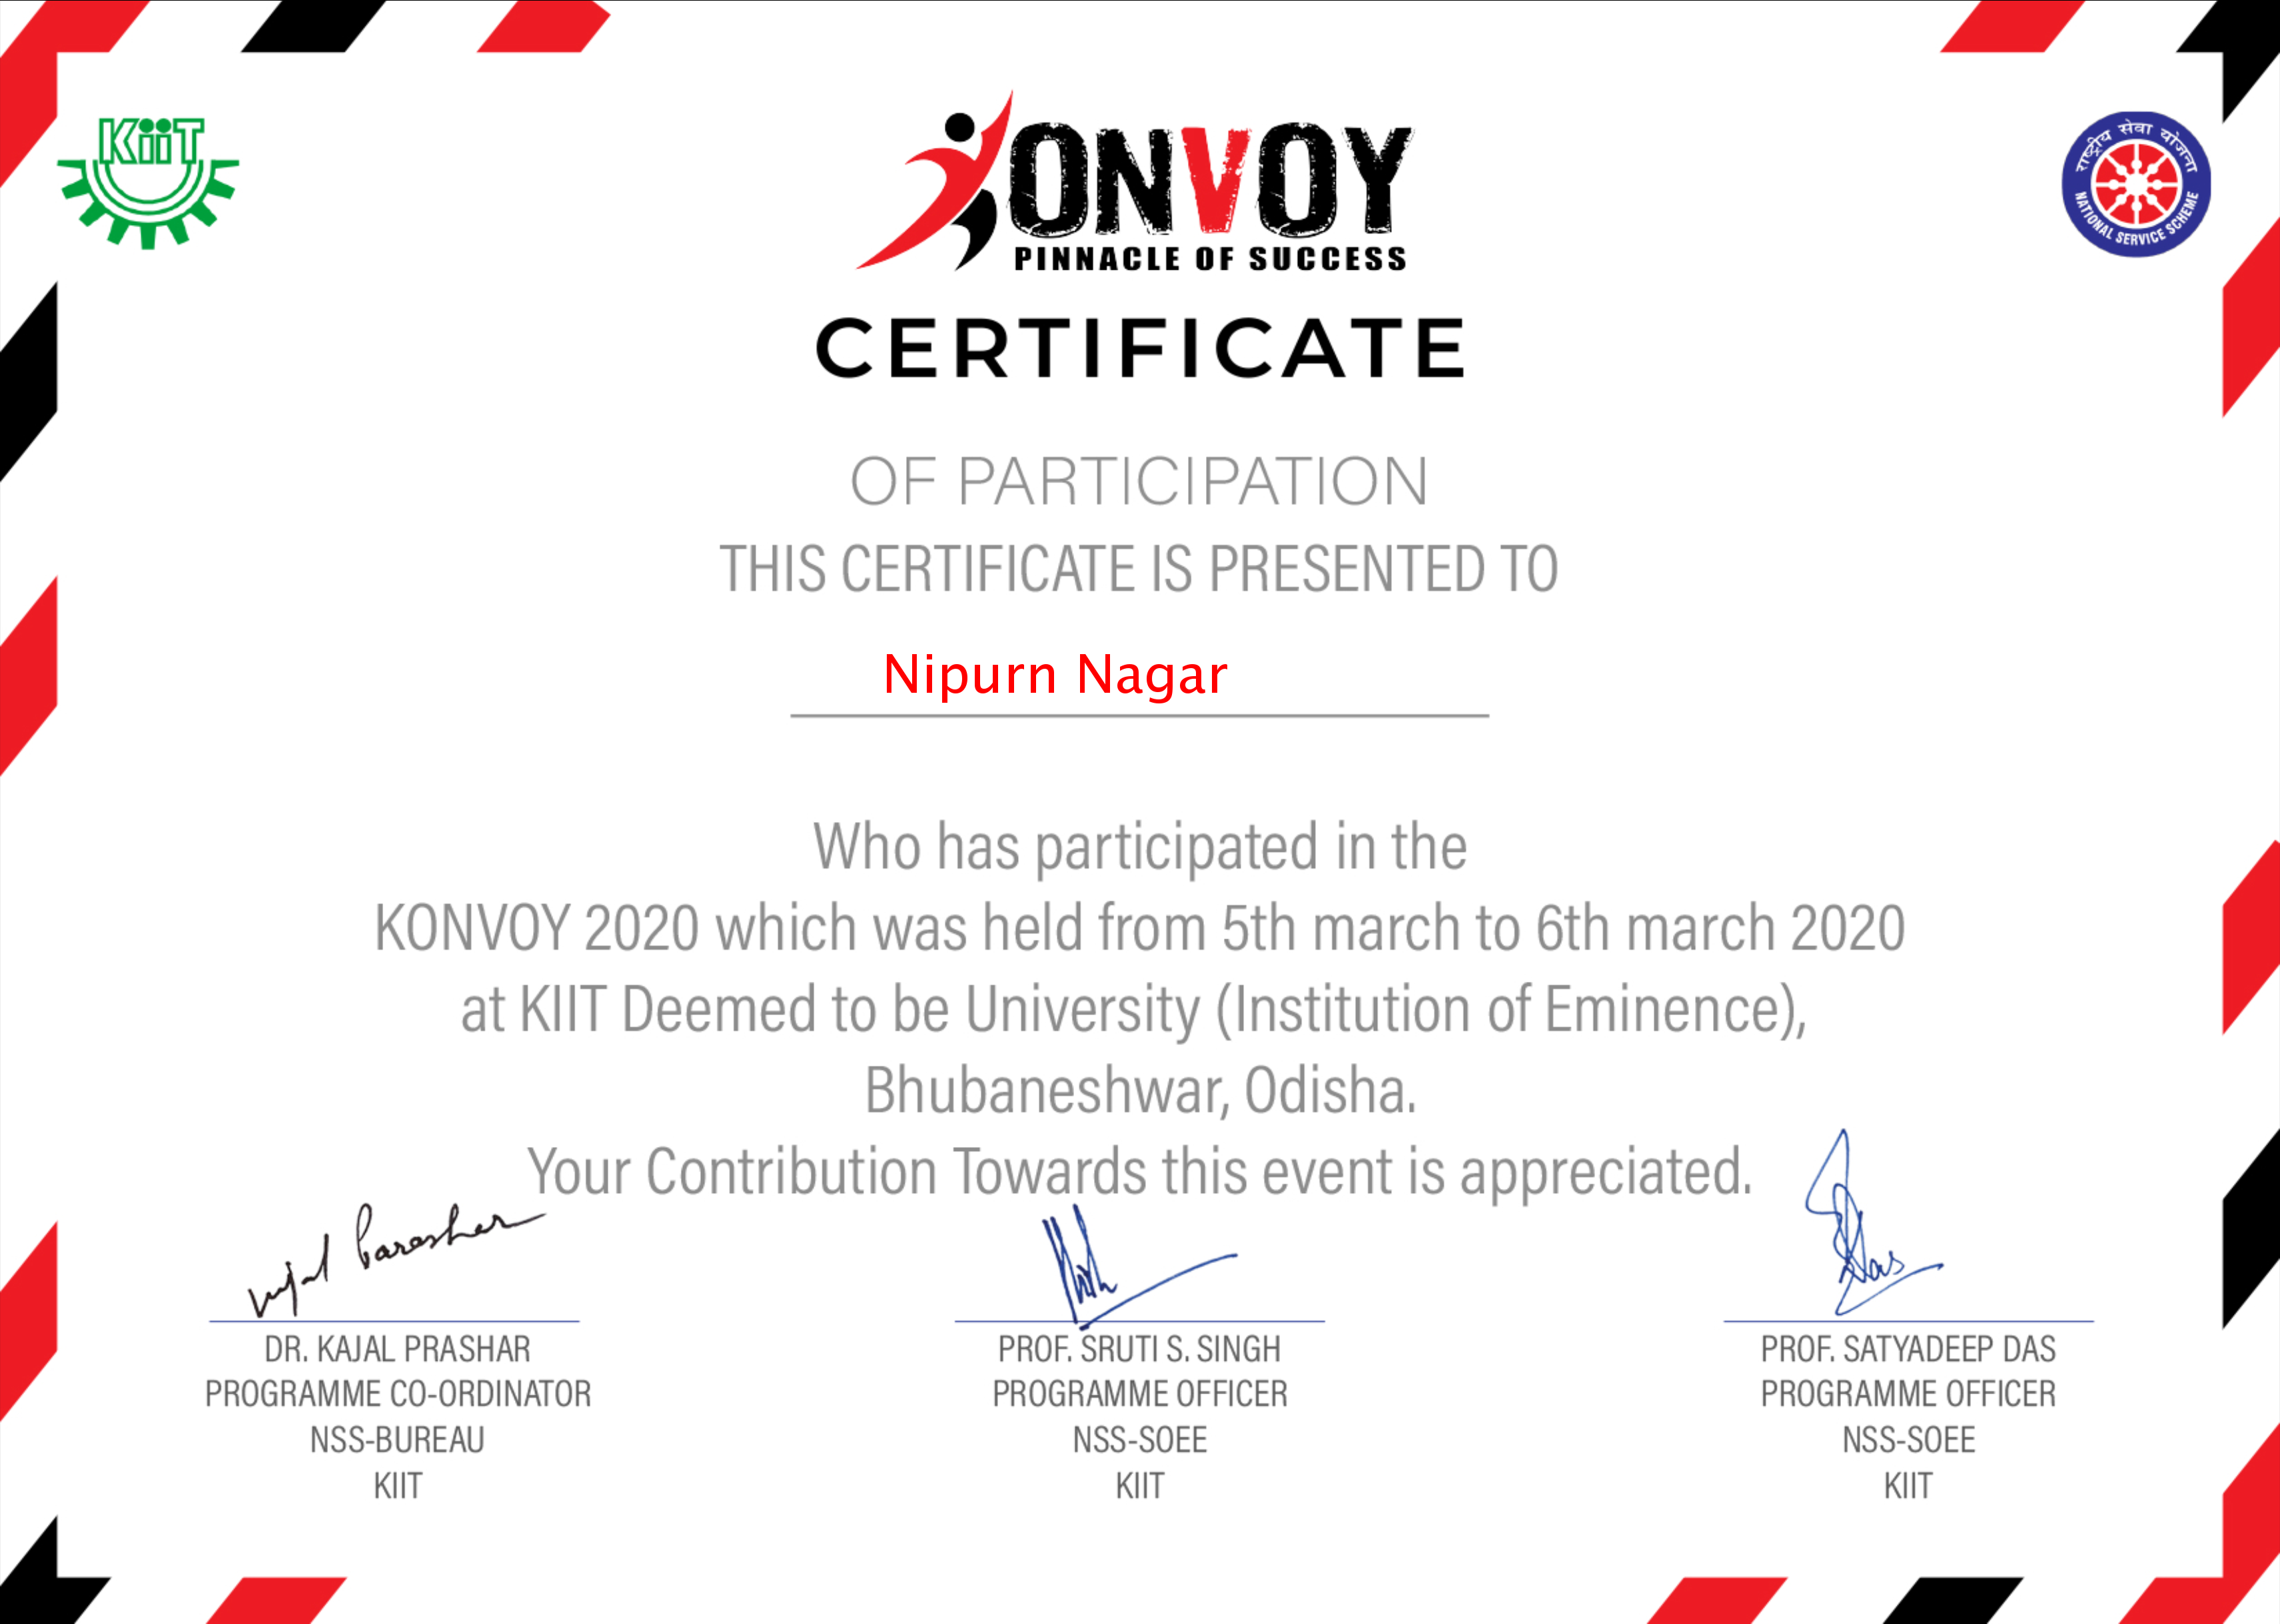 KiiT
KONVOY
PINNACLE OF SUCCESS
राष्ट्रीय सेवा योजना
NATIONAL SERVICE SCHEME
CERTIFICATE
OF PARTICIPATION
THIS CERTIFICATE IS PRESENTED TO
Nipurn Nagar
Who has participated in the
KONVOY 2020 which was held from 5th march to 6th march 2020
at KIIT Deemed to be University (Institution of Eminence),
Bhubaneshwar, Odisha.
Your Contribution Towards this event is appreciated.
DR. KAJAL PRASHAR
PROGRAMME CO-ORDINATOR
NSS-BUREAU
KIIT
PROF. SRUTI S. SINGH
PROGRAMME OFFICER
NSS-SOEE
KIIT
PROF. SATYADEEP DAS
PROGRAMME OFFICER
NSS-SOEE
KIIT